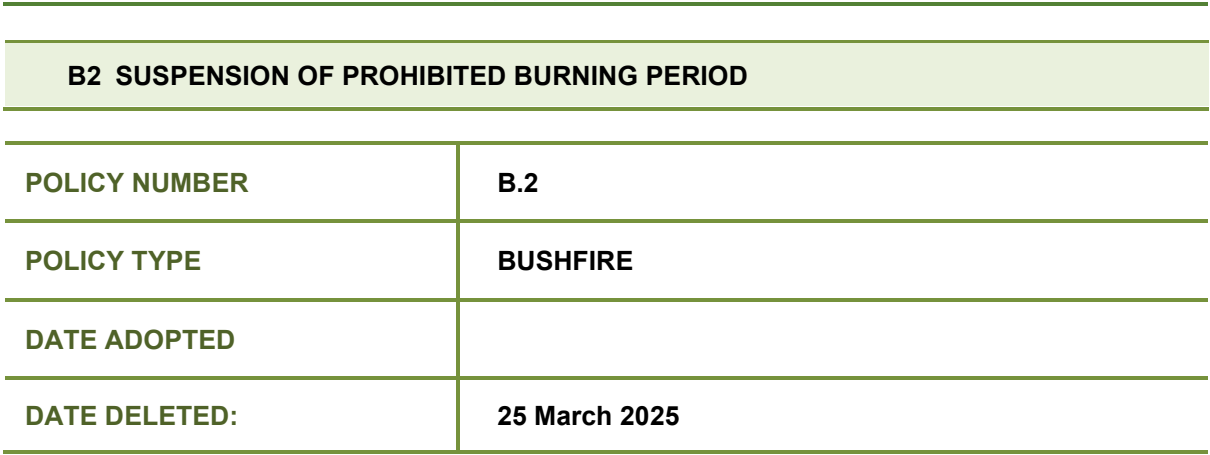 B2 SUSPENSION OF PROHIBITED BURNING PERIOD
POLICY NUMBER B.2
POLICY TYPE BUSHFIRE
DATE ADOPTED
DATE DELETED: 25 March 2025